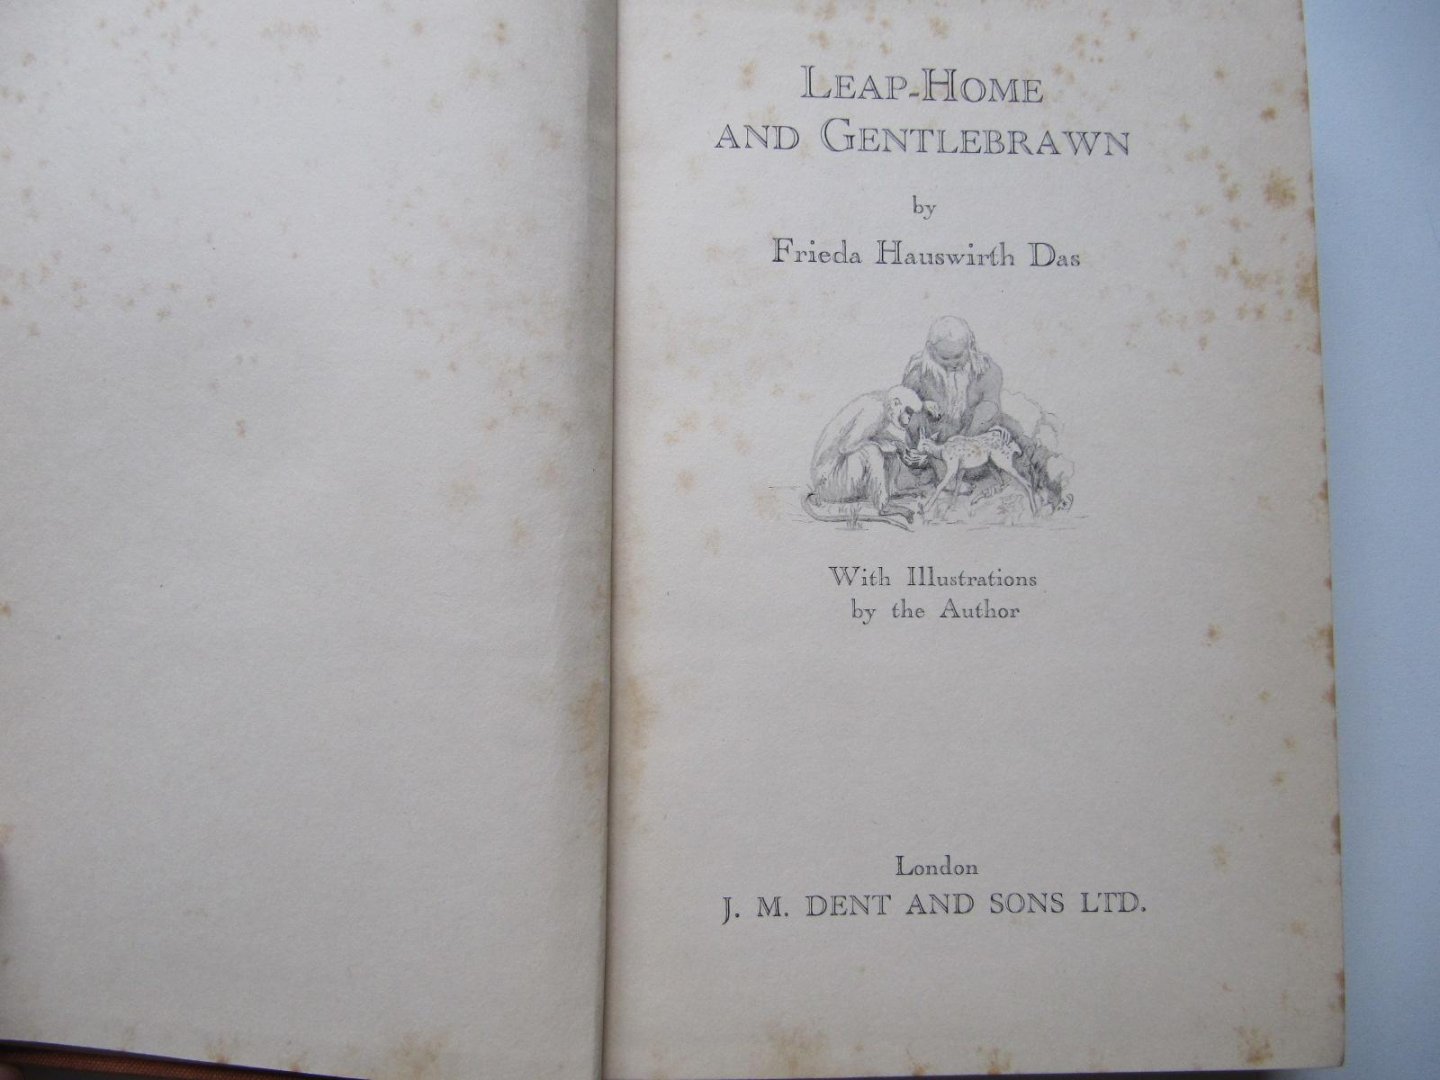 LEAP-HOME
AND GENTLEBRAWN
by
Frieda Hauswirth Das
With Illustrations
by the Author
London
J. M. DENT AND SONS LTD.